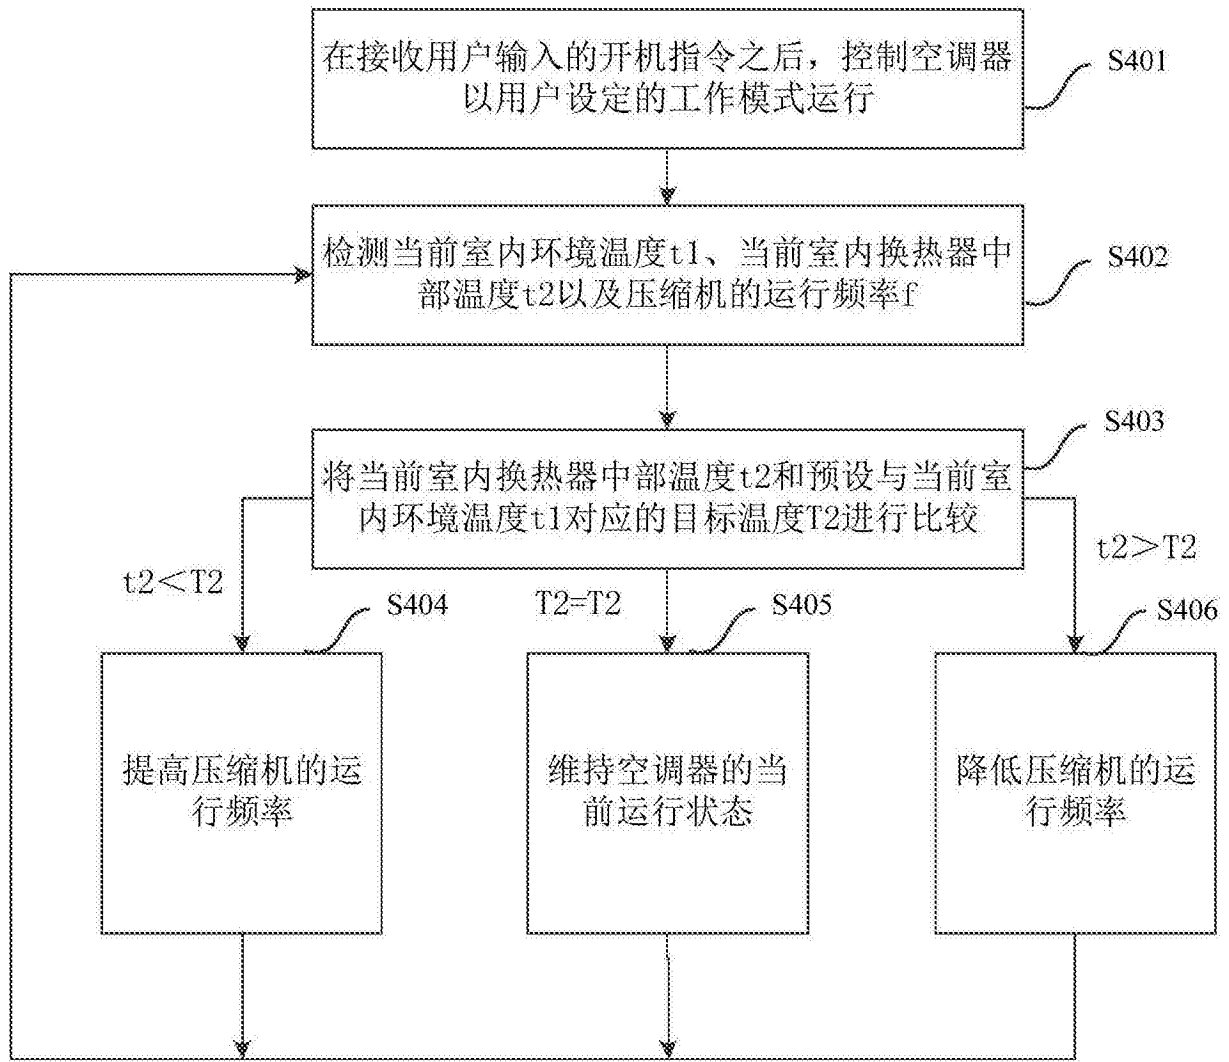 在接收用户输入的开机指令之后，控制空调器
以用户设定的工作模式运行
S401
检测当前室内环境温度t1、当前室内换热器中
部温度t2以及压缩机的运行频率f
S402
S403
将当前室内换热器中部温度t2和预设与当前室
内环境温度t1对应的目标温度T2进行比较
t2＜T2
T2=T2
t2＞T2
S404
S405
S406
提高压缩机的运
行频率
维持空调器的当
前运行状态
降低压缩机的运
行频率